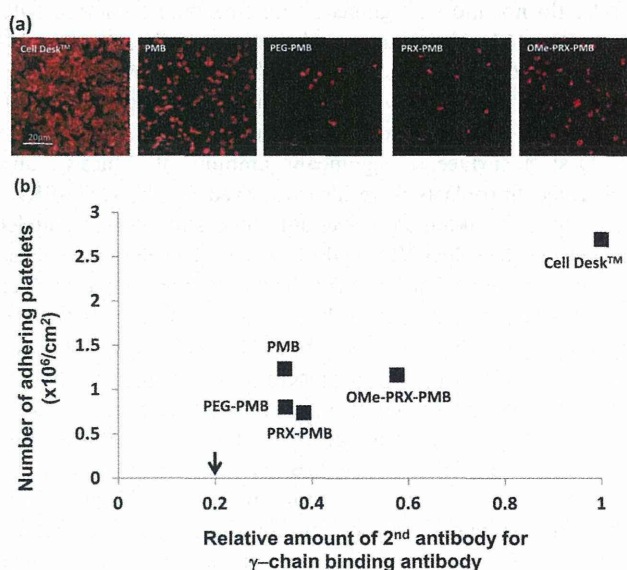 (a)
Cell Desk™
PMB
PEG-PMB
PRX-PMB
OMe-PRX-PMB
20μm
(b)
Number of adhering platelets
(x10⁶/cm²)
3
2.5
2
1.5
1
0.5
0
Cell Desk™
PMB
PEG-PMB
PRX-PMB
OMe-PRX-PMB
0
0.2
0.4
0.6
0.8
1
Relative amount of 2ⁿᵈ antibody for
γ–chain binding antibody